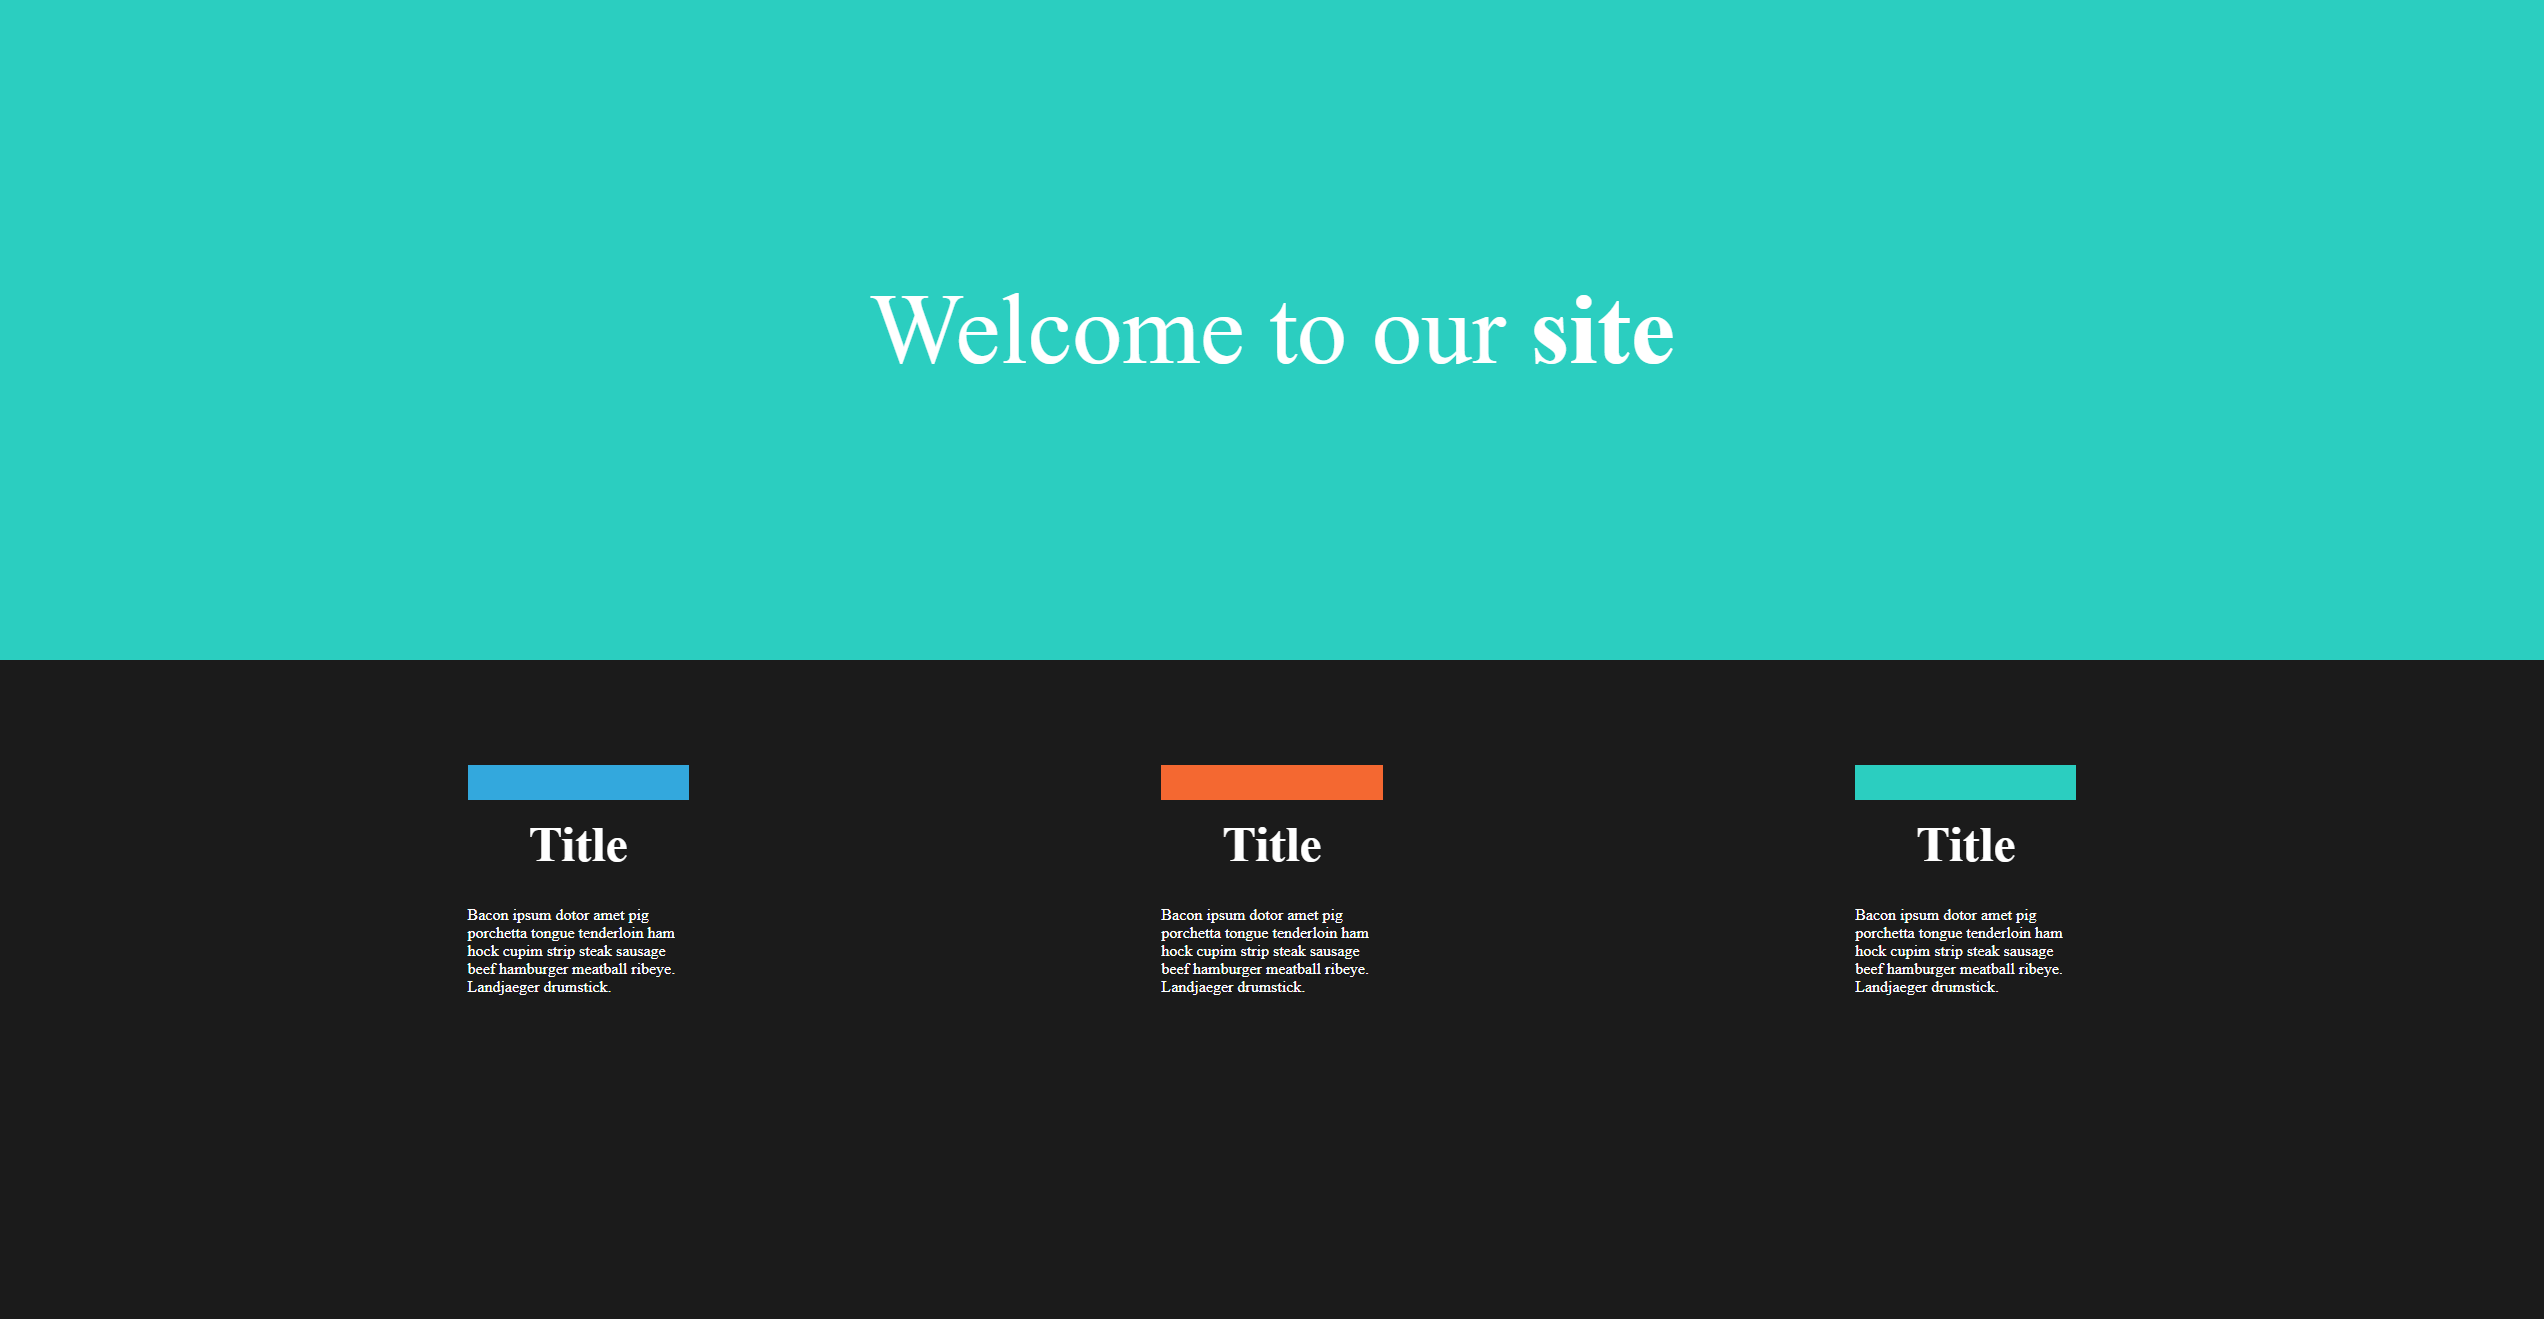 Welcome to our site
Title
Bacon ipsum dotor amet pig
porchetta tongue tenderloin ham
hock cupim strip steak sausage
beef hamburger meatball ribeye.
Landjaeger drumstick.
Title
Bacon ipsum dotor amet pig
porchetta tongue tenderloin ham
hock cupim strip steak sausage
beef hamburger meatball ribeye.
Landjaeger drumstick.
Title
Bacon ipsum dotor amet pig
porchetta tongue tenderloin ham
hock cupim strip steak sausage
beef hamburger meatball ribeye.
Landjaeger drumstick.